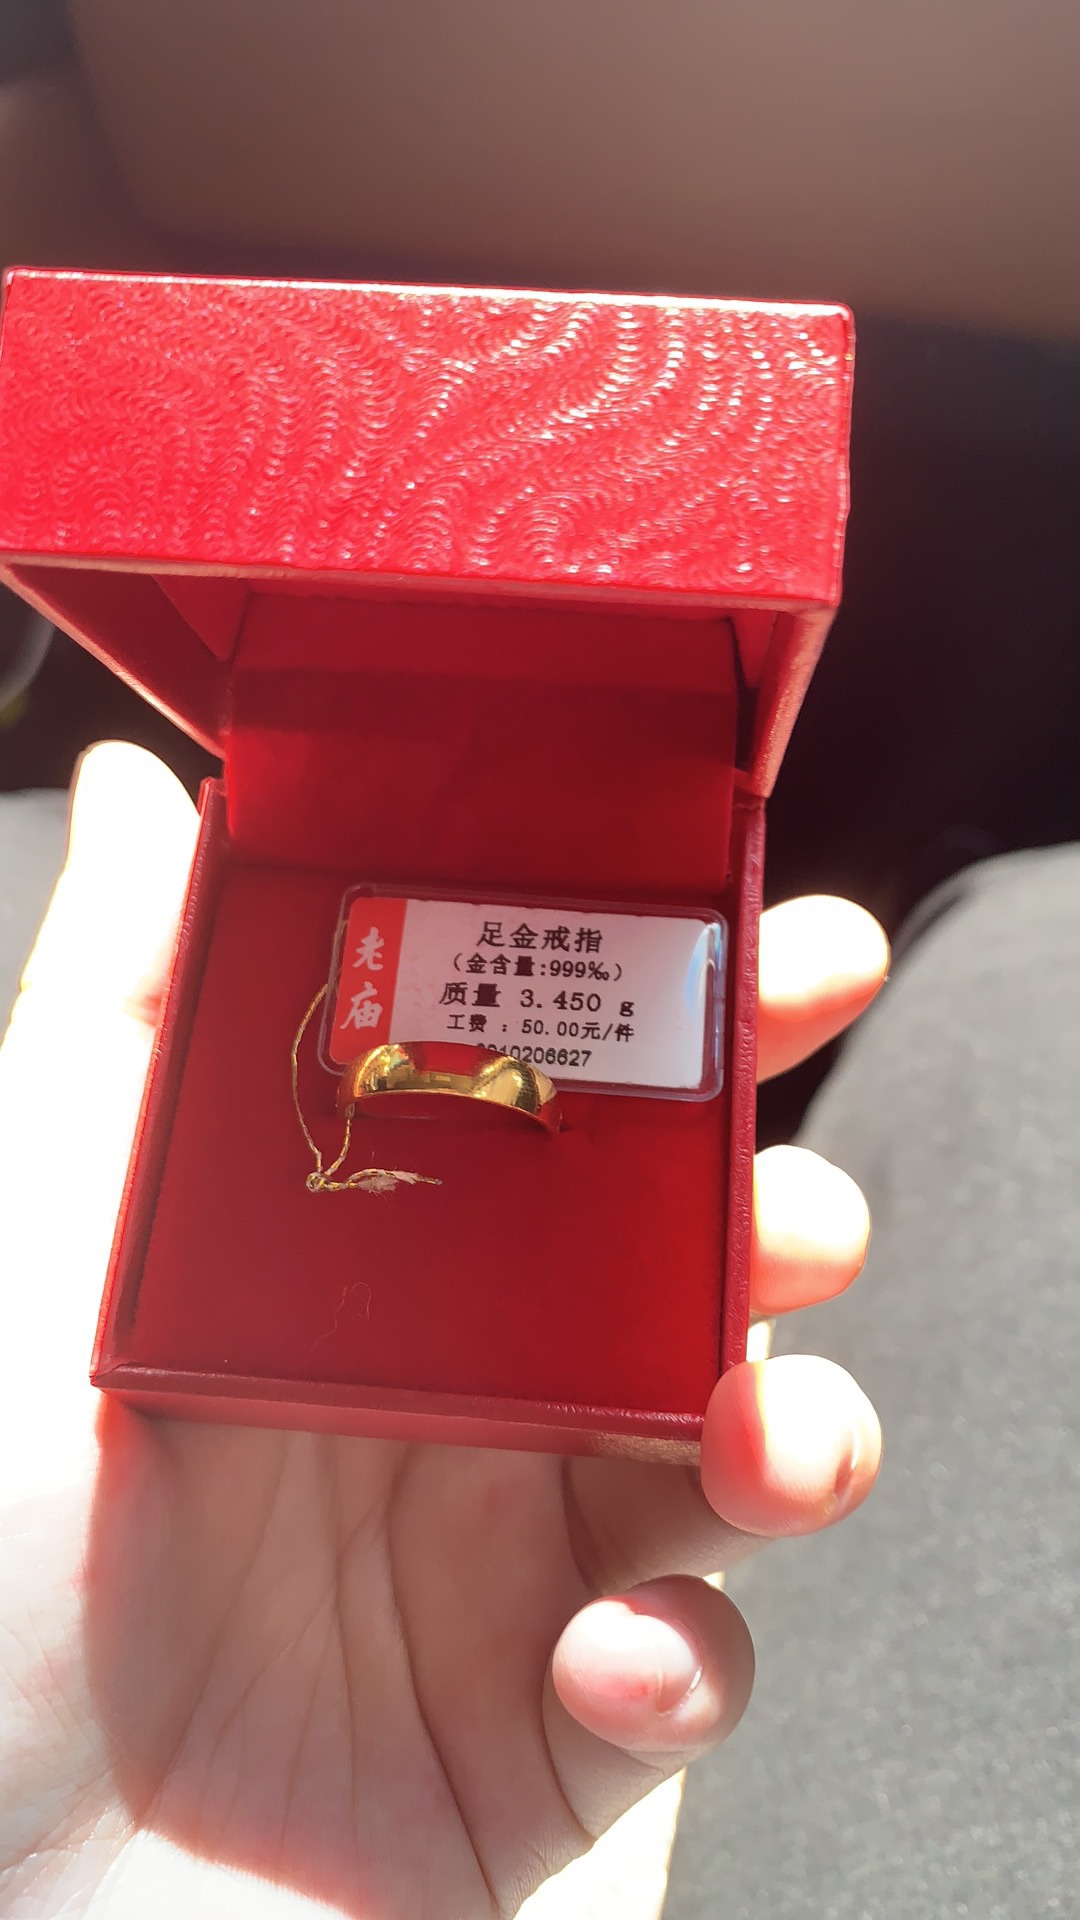 老庙
足金戒指
(金含量:999‰)
质量 3.450 g
工费 : 50.00元/件
10206627